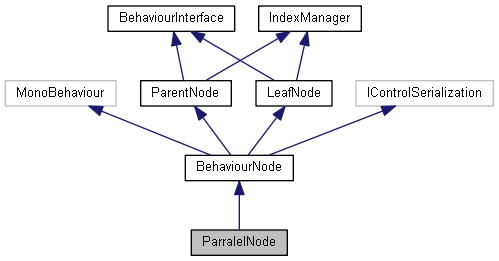 BehaviourInterface IndexManager
MonoBehaviour ParentNode LeafNode IControlSerialization
BehaviourNode
ParralelNode